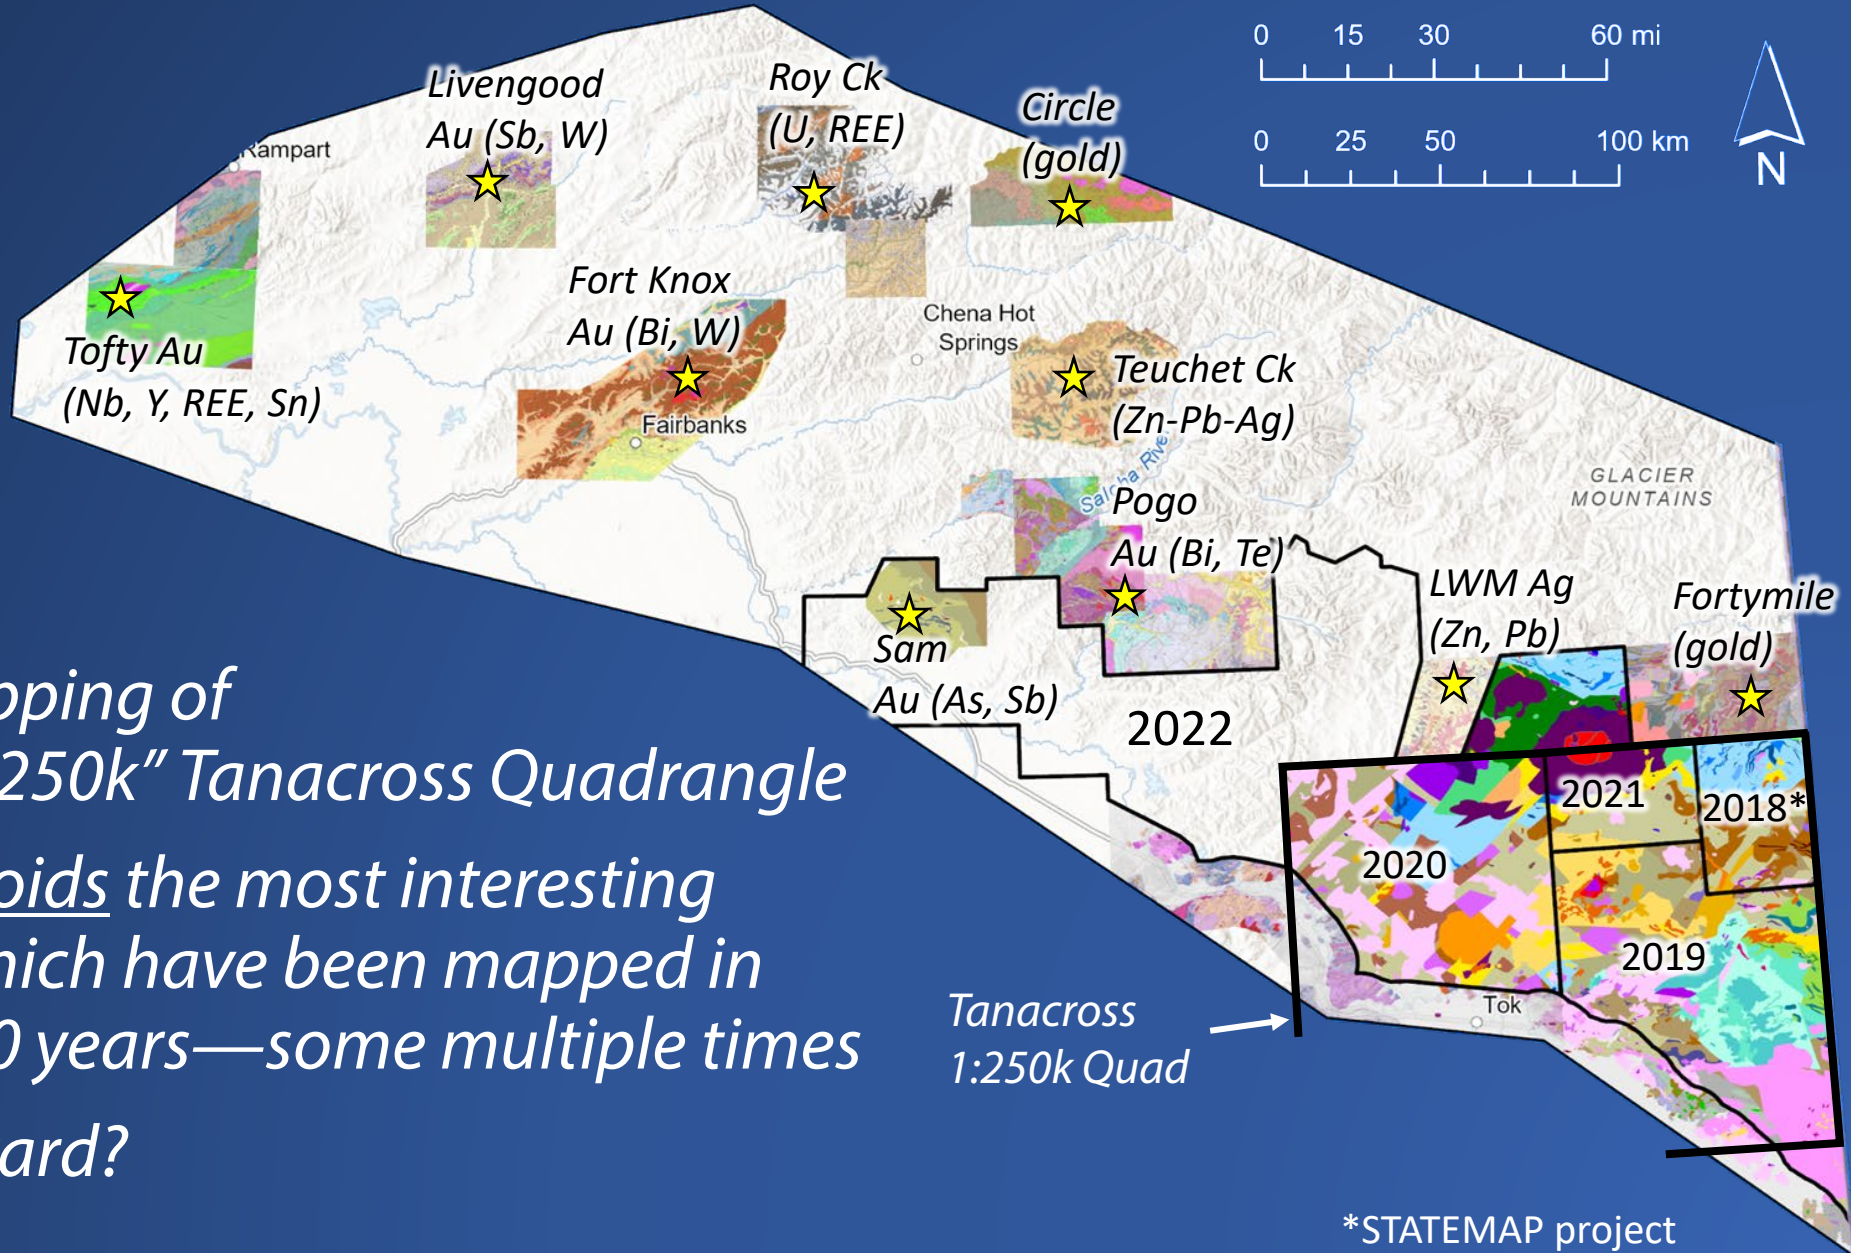 Livengood
Au (Sb, W)
Roy Ck
(U, REE)
Circle
(gold)
0 15 30 60 mi
0 25 50 100 km
N
Rampart
Fort Knox
Au (Bi, W)
Chena Hot
Springs
Tofty Au
(Nb, Y, REE, Sn)
Fairbanks
Teuchet Ck
(Zn-Pb-Ag)
Salcha River
GLACIER
MOUNTAINS
Pogo
Au (Bi, Te)
LWM Ag
(Zn, Pb)
Fortymile
(gold)
Sam
Au (As, Sb)
2022
2021
2018*
2020
2019
Tok
pping of
250k” Tanacross Quadrangle
oids the most interesting
hich have been mapped in
0 years—some multiple times
ard?
Tanacross
1:250k Quad
*STATEMAP project